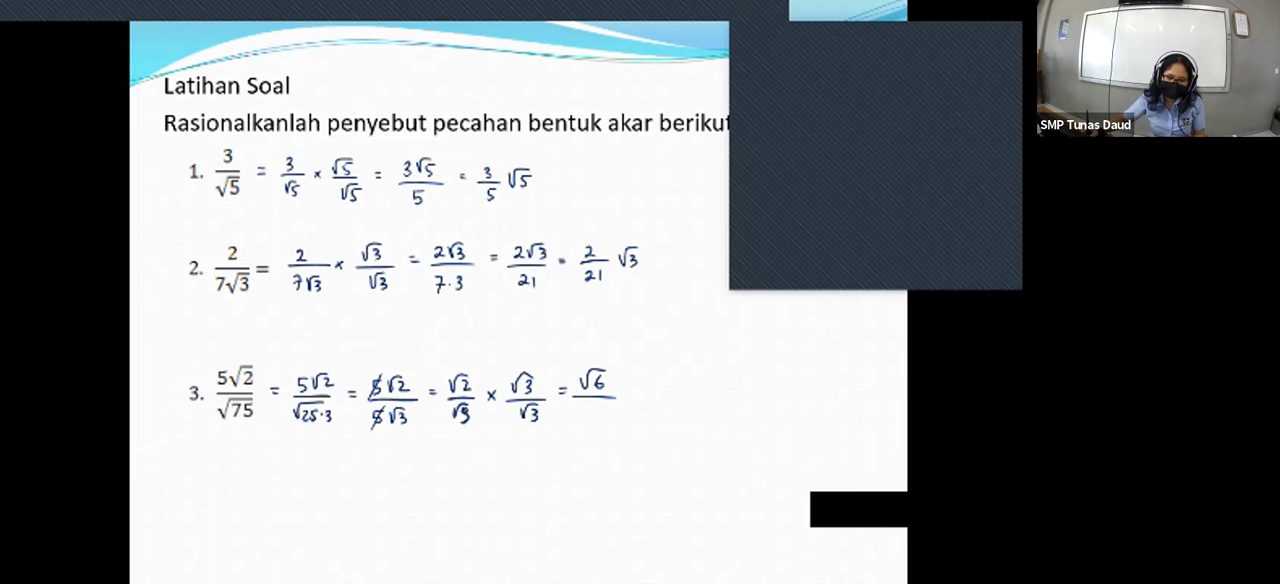 Latihan Soal
Rasionalkanlah penyebut pecahan bentuk akar beriku
1. 3/√5 = 3/√5 × √5/√5 = 3√5/5 = 3/5 √5
2. 2/7√3 = 2/7√3 × √3/√3 = 2√3/7·3 = 2√3/21 = 2/21 √3
3. 5√2/√75 = 5√2/√25·3 = 5√2/5√3 = √2/√3 × √3/√3 = √6/
SMP Tunas Daud